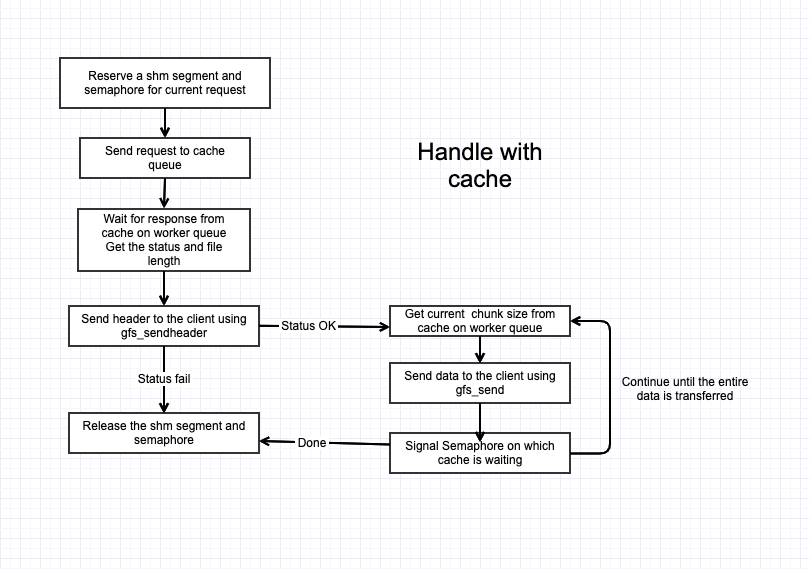 Reserve a shm segment and
semaphore for current request
Send request to cache
queue
Handle with
cache
Wait for response from
cache on worker queue
Get the status and file
length
Send header to the client using
gfs_sendheader
Status OK
Get current chunk size from
cache on worker queue
Status fail
Send data to the client using
gfs_send
Continue until the entire
data is transferred
Release the shm segment and
semaphore
Done
Signal Semaphore on which
cache is waiting